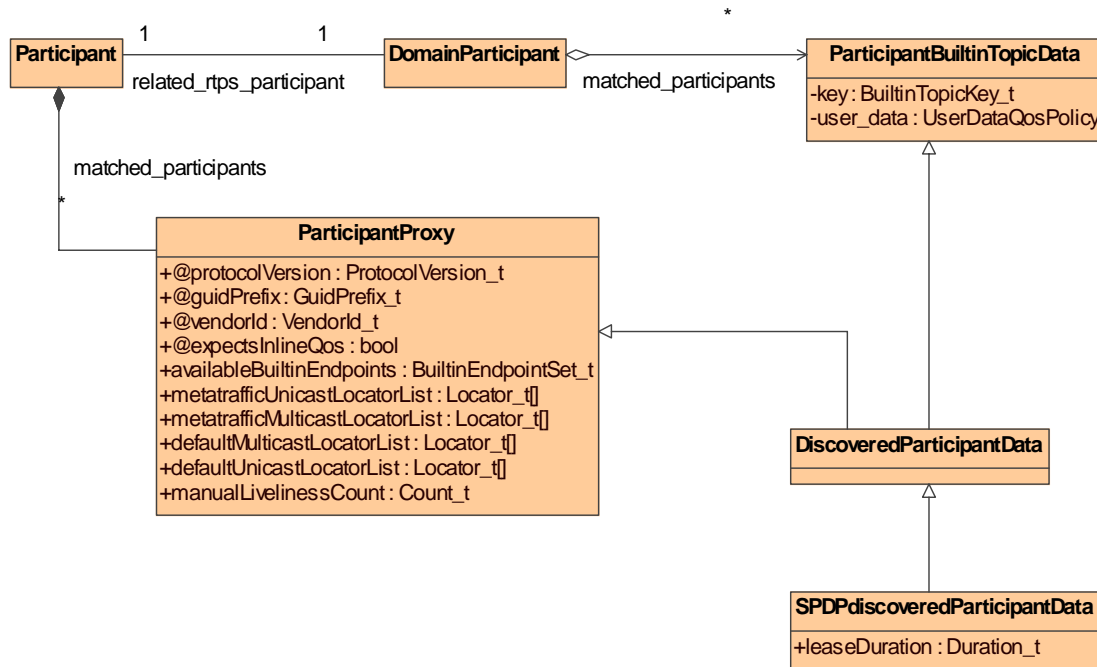 *
1
1
Participant
DomainParticipant
ParticipantBuiltinTopicData
related_rtps_participant
matched_participants
-key : BuiltinTopicKey_t
-user_data : UserDataQosPolicy
matched_participants
*
ParticipantProxy
+@protocolVersion : ProtocolVersion_t
+@guidPrefix : GuidPrefix_t
+@vendorId : VendorId_t
+@expectsInlineQos : bool
+availableBuiltinEndpoints : BuiltinEndpointSet_t
+metatrafficUnicastLocatorList : Locator_t[]
+metatrafficMulticastLocatorList : Locator_t[]
+defaultMulticastLocatorList : Locator_t[]
+defaultUnicastLocatorList : Locator_t[]
+manualLivelinessCount : Count_t
DiscoveredParticipantData
SPDPdiscoveredParticipantData
+leaseDuration : Duration_t